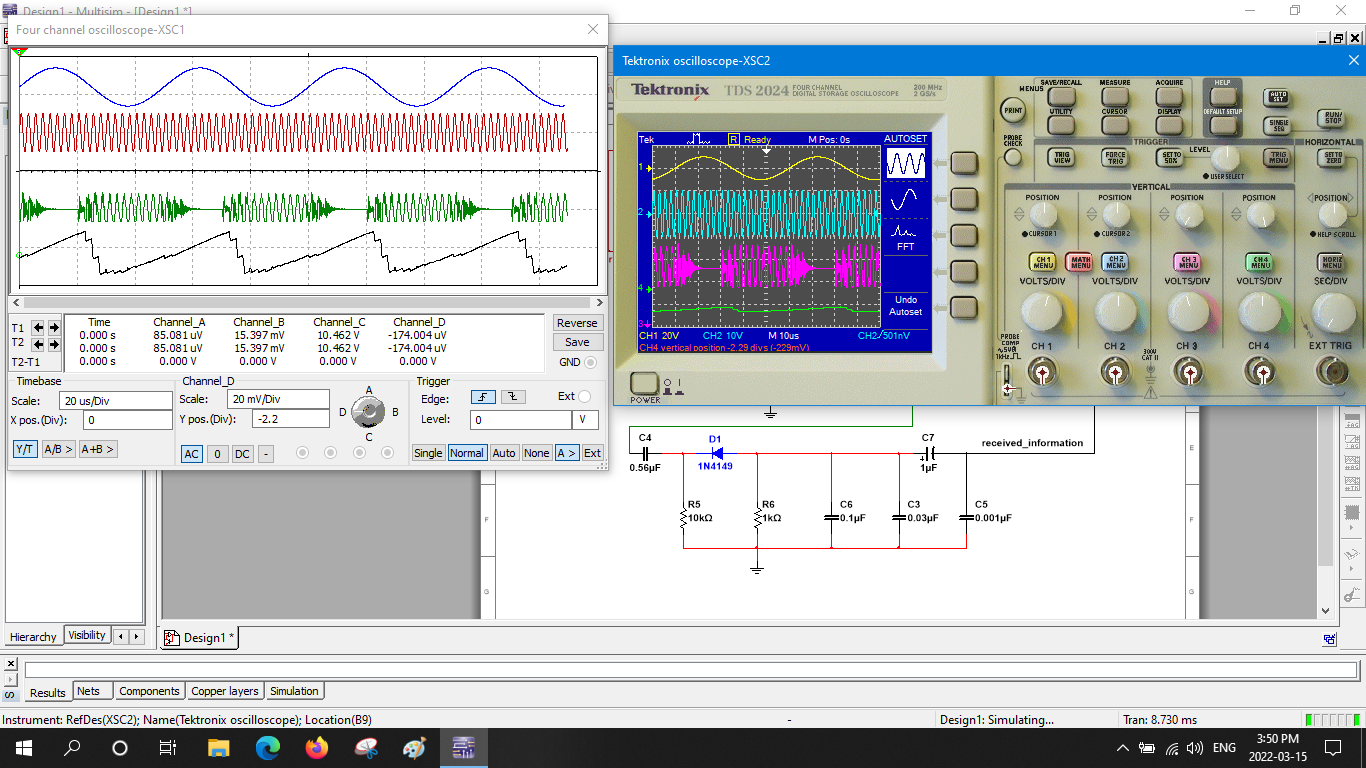 Design1 - Multisim - [Design1 *]
Four channel oscilloscope-XSC1
Time Channel_A Channel_B Channel_C Channel_D
T1 0.000 s 85.081 uV 15.397 mV 10.462 V -174.004 uV
T2 0.000 s 85.081 uV 15.397 mV 10.462 V -174.004 uV
T2-T1 0.000 s 0.000 V 0.000 V 0.000 V 0.000 V
Reverse
Save
GND
Timebase
Scale: 20 us/Div
X pos.(Div): 0
Y/T A/B > A+B >
Channel_D
Scale: 20 mV/Div
Y pos.(Div): -2.2
AC 0 DC -
A
D B
C
Trigger
Edge: Ext
Level: 0 V
Single Normal Auto None A > Ext
Tektronix oscilloscope-XSC2
Tektronix TDS 2024 FOUR CHANNEL
DIGITAL STORAGE OSCILLOSCOPE
200 MHz
2 GS/s
Tek R Ready M Pos: 0s AUTOSET
1
2
4
3
FFT
Undo
Autoset
CH1 20V CH2 10V M 10us CH2 501nV
CH4 vertical position -2.29 divs (-229mV)
POWER
MENUS
SAVE/RECALL MEASURE ACQUIRE HELP
AUTO
SET
PRINT
UTILITY CURSOR DISPLAY DEFAULT SETUP
SINGLE
SEQ
RUN/
STOP
PROBE
CHECK
TRIGGER
TRIG
VIEW
FORCE
TRIG
SET TO
50%
LEVEL
USER SELECT
TRIG
MENU
HORIZONTAL
SET TO
ZERO
VERTICAL
POSITION POSITION POSITION POSITION POSITION
CURSOR 1 CURSOR 2 HELP SCROLL
CH 1
MENU
MATH
MENU
CH 2
MENU
CH 3
MENU
CH 4
MENU
HORIZ
MENU
VOLTS/DIV VOLTS/DIV VOLTS/DIV VOLTS/DIV SEC/DIV
PROBE
COMP
~5V
1kHz
CH 1 CH 2 CH 3 CH 4 EXT TRIG
300V
CAT II
C4
0.56µF
D1
1N4149
C7
1µF
received_information
R5
10kΩ
R6
1kΩ
C6
0.1µF
C3
0.03µF
C5
0.001µF
E E
F F
G G
Hierarchy Visibility
Design1 *
Results Nets Components Copper layers Simulation
Instrument: RefDes(XSC2); Name(Tektronix oscilloscope); Location(B9) - Design1: Simulating... Tran: 8.730 ms
ENG
3:50 PM
2022-03-15